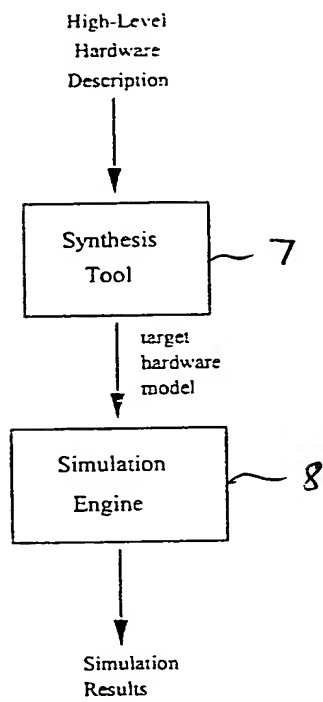 High-Level
Hardware
Description
Synthesis
Tool
7
target
hardware
model
Simulation
Engine
8
Simulation
Results